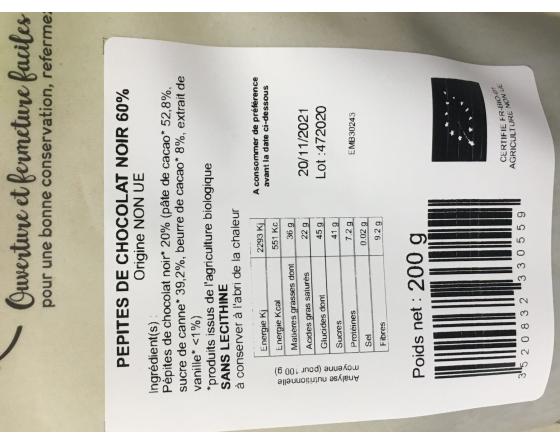 Ouverture et fermeture faciles
pour une bonne conservation, referme
PEPITES DE CHOCOLAT NOIR 60%
Origine NON UE
Ingrédient(s) :
Pépites de chocolat noir* 20% (pâte de cacao* 52,8%,
sucre de canne* 39,2%, beurre de cacao* 8%, extrait de
vanille* <1%)
*produits issus de l'agriculture biologique
SANS LECITHINE
à conserver à l'abri de la chaleur
Analyse nutritionnelle
moyenne (pour 100 g)
Energie Kj 2293 Kj
Energie Kcal 551 Kc
Matières grasses dont 36 g
Acides gras saturés 22 g
Glucides dont 45 g
Sucres 41 g
Protéines 7.2 g
Sel 0.02 g
Fibres 9.2 g
A consommer de préférence
avant la date ci-dessous
20/11/2021
Lot :472020
EMB30243
Poids net : 200 g
3 520832 330559
CERTIFIE FR-BIO-01
AGRICULTURE NON UE